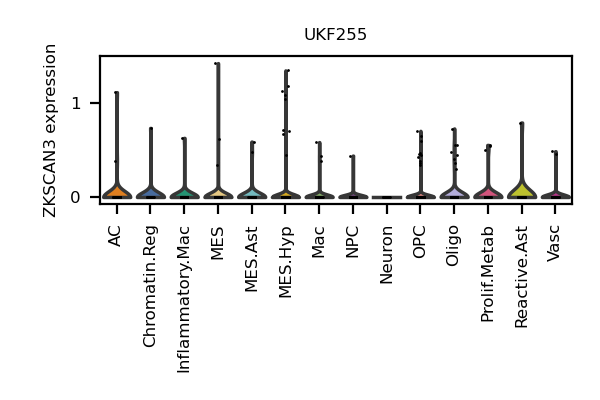 UKF255
ZKSCAN3 expression
1
0
AC
Chromatin.Reg
Inflammatory.Mac
MES
MES.Ast
MES.Hyp
Mac
NPC
Neuron
OPC
Oligo
Prolif.Metab
Reactive.Ast
Vasc